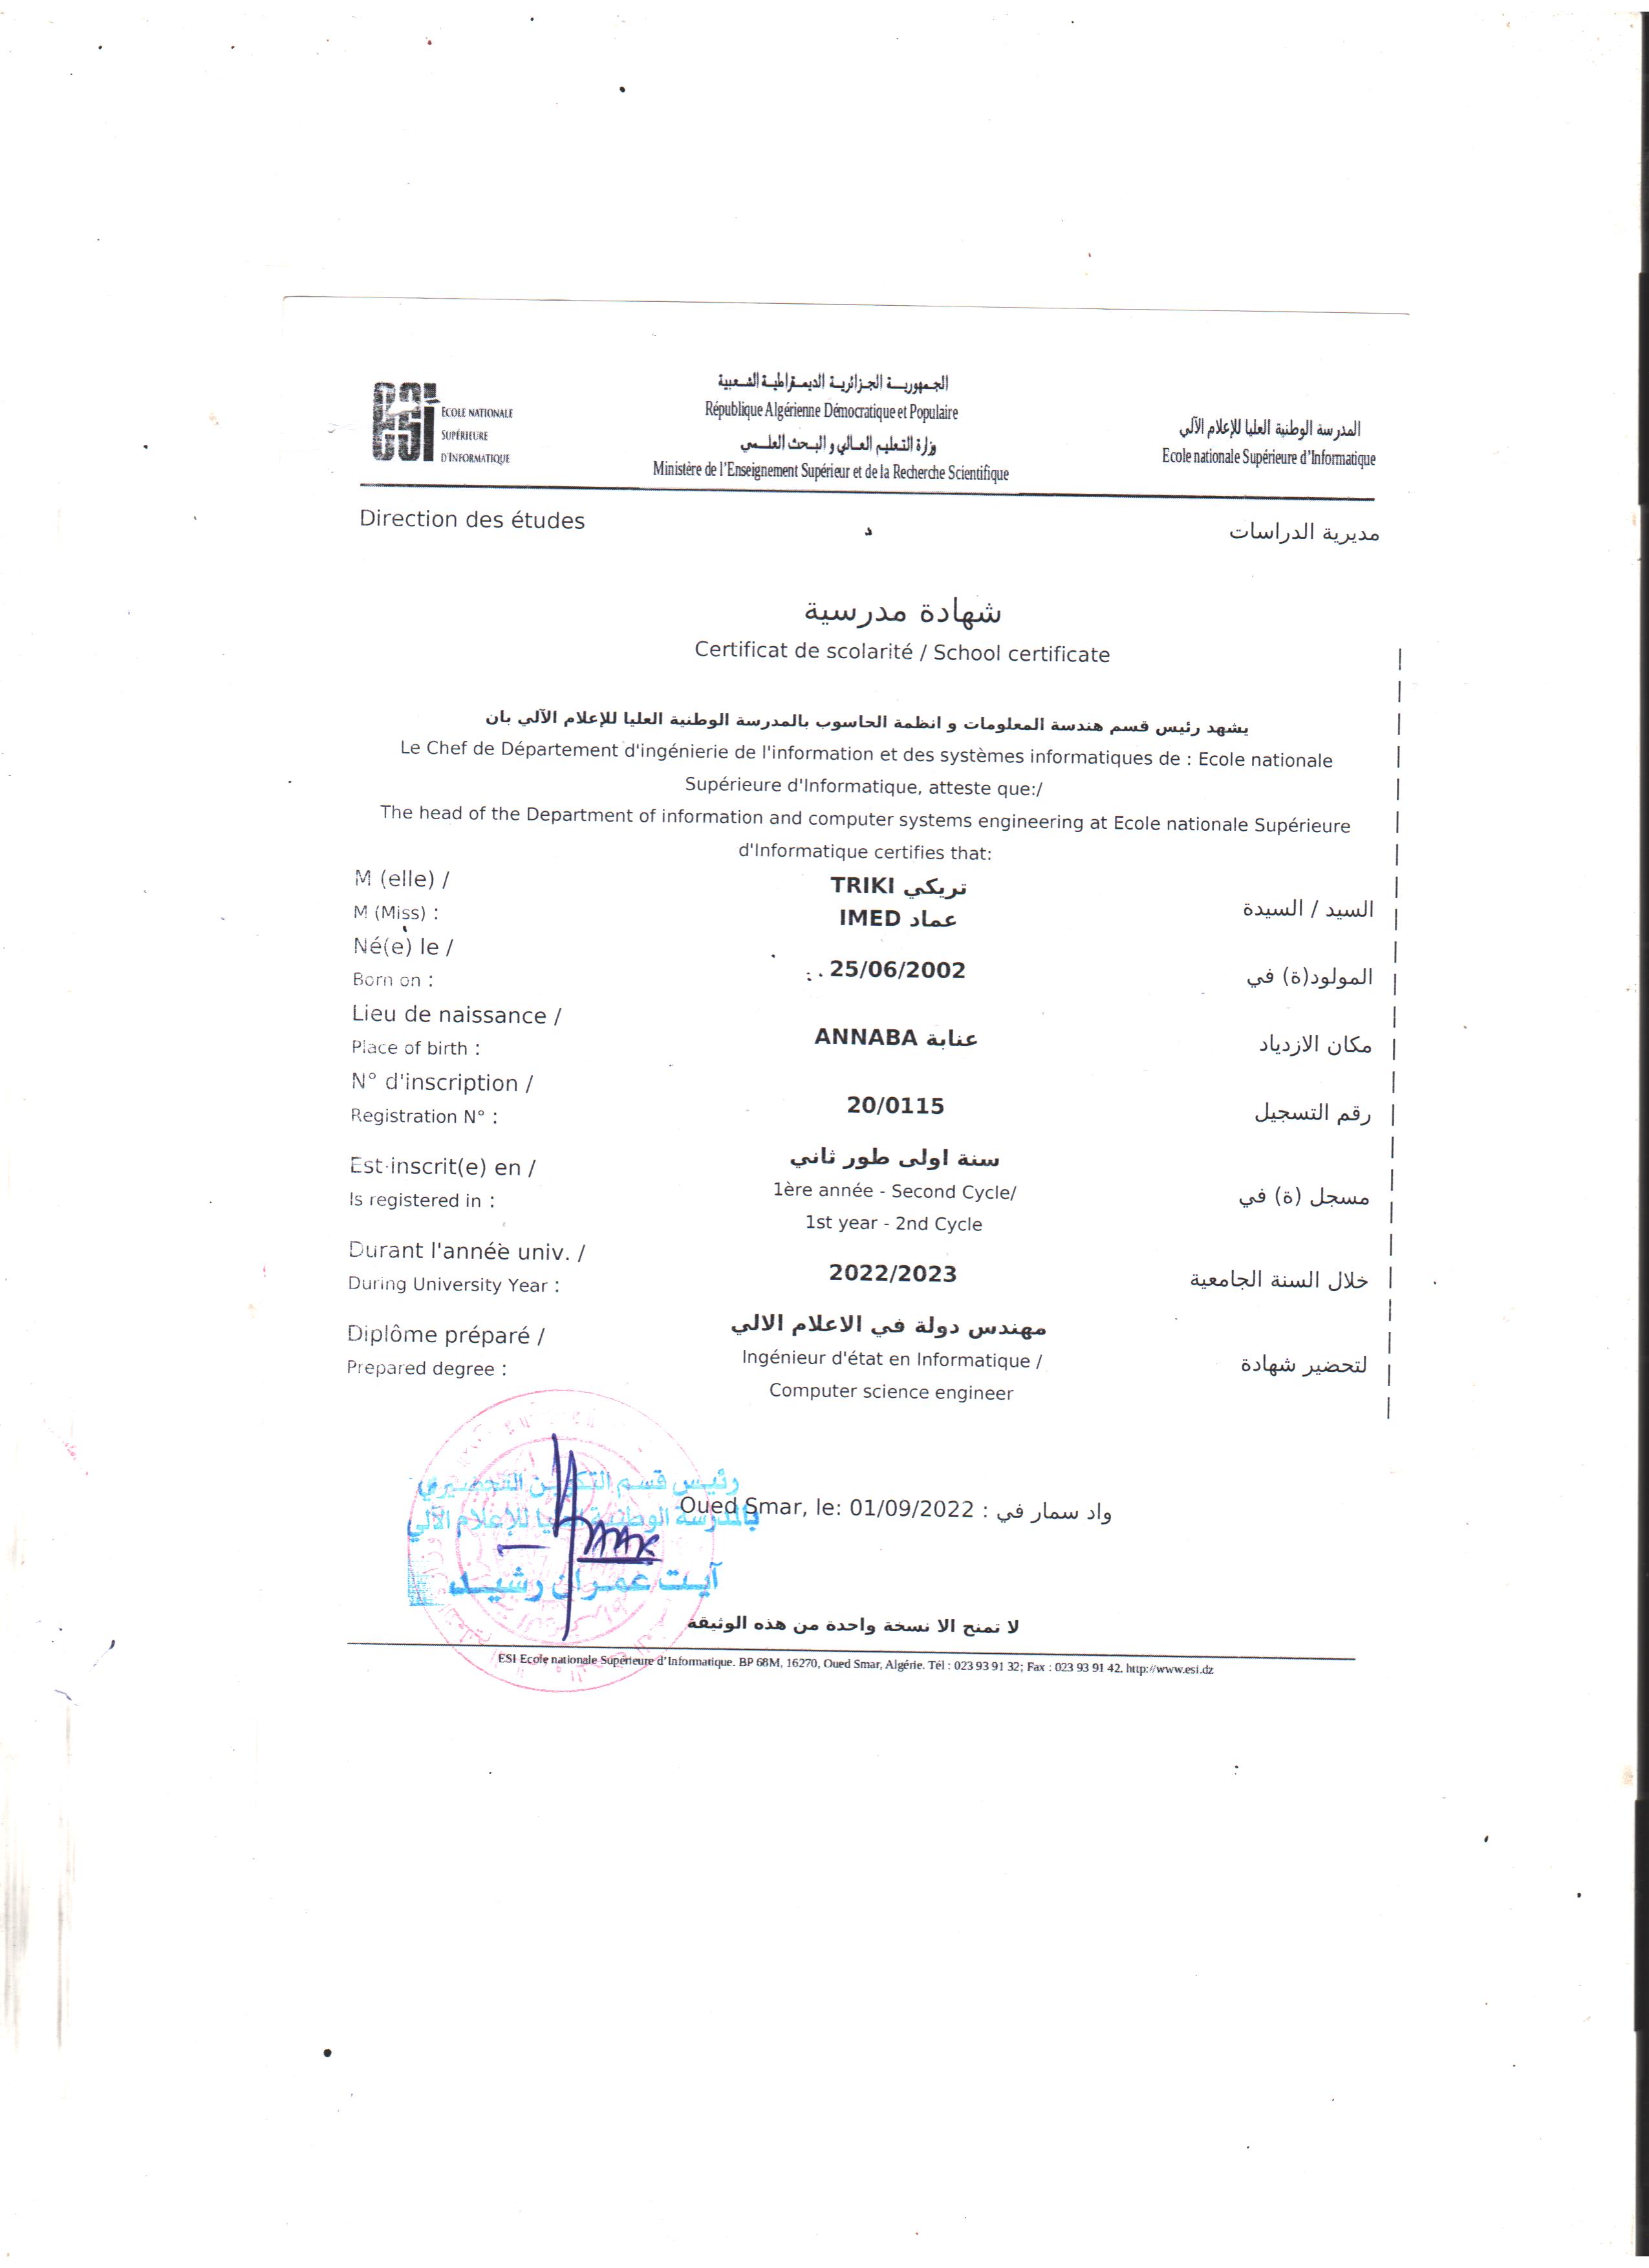 ECOLE NATIONALE
SUPÉRIEURE
D'INFORMATIQUE
الجمهوريـــة الجـزائريـة الديمـقراطيـة الشـعبية
République Algérienne Démocratique et Populaire
وزارة التـعليم العـالي و البـحث العلـــمي
Ministère de l'Enseignement Supérieur et de la Recherche Scientifique
المدرسة الوطنية العليا للإعلام الآلي
Ecole nationale Supérieure d'Informatique
Direction des études
مديرية الدراسات
شهادة مدرسية
Certificat de scolarité / School certificate
يشهد رئيس قسم هندسة المعلومات و انظمة الحاسوب بالمدرسة الوطنية العليا للإعلام الآلي بان
Le Chef de Département d'ingénierie de l'information et des systèmes informatiques de : Ecole nationale
Supérieure d'Informatique, atteste que:/
The head of the Department of information and computer systems engineering at Ecole nationale Supérieure
d'Informatique certifies that:
M (elle) /
M (Miss) :
TRIKI تريكي
IMED عماد
السيد / السيدة
Né(e) le /
Born on :
25/06/2002
المولود(ة) في
Lieu de naissance /
Place of birth :
ANNABA عنابة
مكان الازدياد
N° d'inscription /
Registration N° :
20/0115
رقم التسجيل
Est inscrit(e) en /
Is registered in :
سنة اولى طور ثاني
1ère année - Second Cycle/
1st year - 2nd Cycle
مسجل (ة) في
Durant l'année univ. /
During University Year :
2022/2023
خلال السنة الجامعية
Diplôme préparé /
Prepared degree :
مهندس دولة في الاعلام الالي
Ingénieur d'état en Informatique /
Computer science engineer
لتحضير شهادة
رئيس قسم التكوين التحضيري
بالمدرسة الوطنية العليا للإعلام الآلي
آيت عمران رشيد
Oued Smar, le: 01/09/2022 : واد سمار في
لا تمنح الا نسخة واحدة من هذه الوثيقة
ESI Ecole nationale Supérieure d'Informatique. BP 68M, 16270, Oued Smar, Algérie. Tél : 023 93 91 32; Fax : 023 93 91 42. http://www.esi.dz